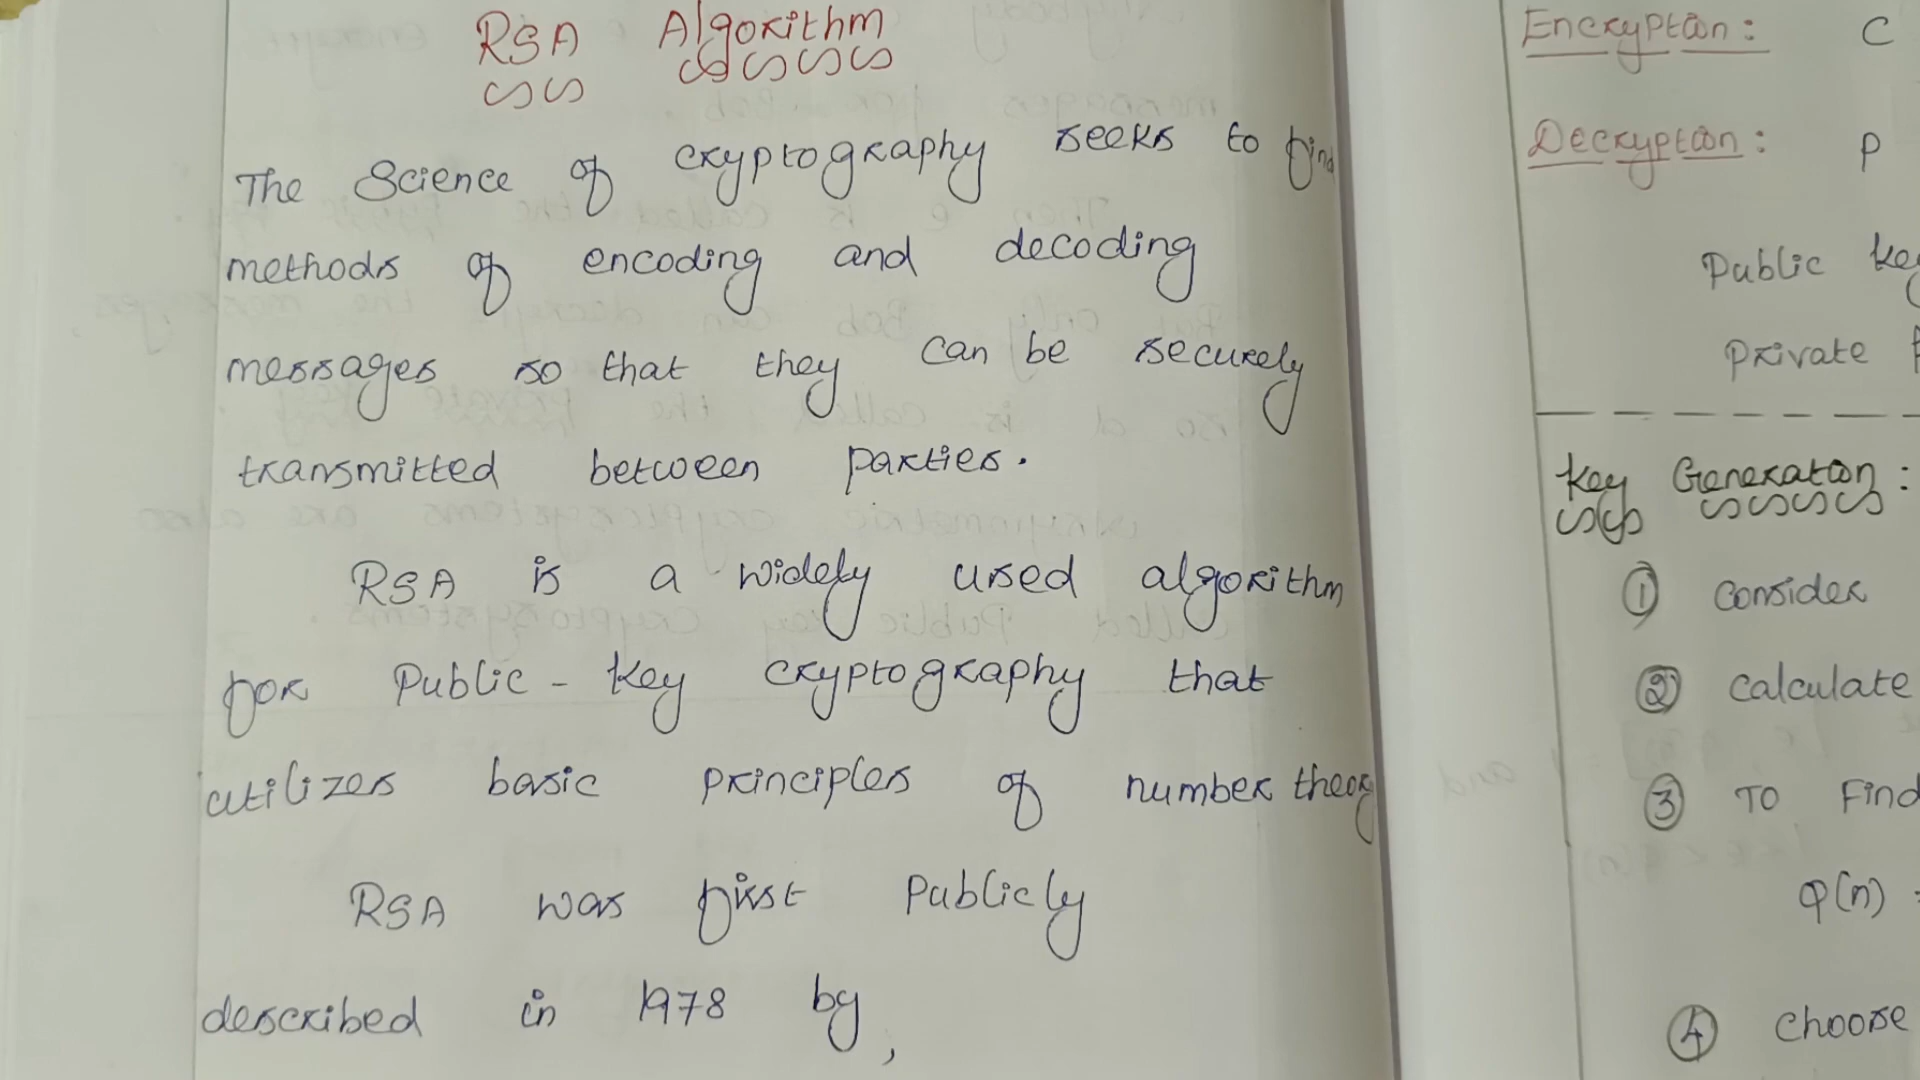 RSA Algorithm
The Science of cryptography seeks to find
methods of encoding and decoding
messages so that they can be securely
transmitted between parties.
RSA is a widely used algorithm
for Public-key cryptography that
utilizes basic principles of number theory
RSA was first Publicly
described in 1978 by,
Encryption: C
Decryption: P
Public key
Private
Key Generation:
① consider
② calculate
③ To Find
φ(n) =
④ choose